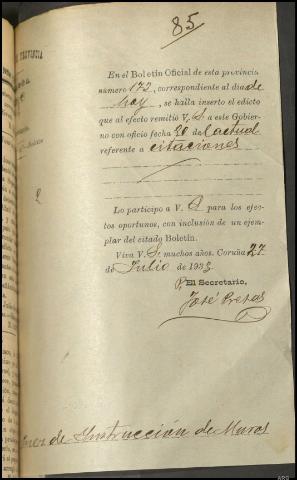 85
En el Boletín Oficial de esta provincia
número 172, correspondiente al día de
hoy, se halla inserto el edicto
que al efecto remitió V. S a este Gobier-
no con oficio fecha 20 del actual
referente a citaciones
Lo participo a V. S para los efec-
tos oportunos, con inclusión de un ejem-
plar del citado Boletín.
Viva V. S. muchos años. Coruña 27
de Julio de 193
El Secretario,
José
Juez de Instrucción de Muros